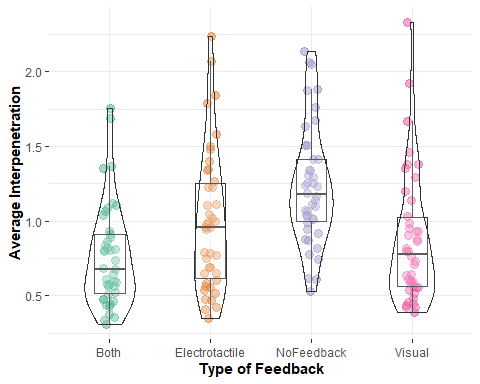 Average Interpenetration
2.0
1.5
1.0
0.5
Both Electrotactile NoFeedback Visual
Type of Feedback